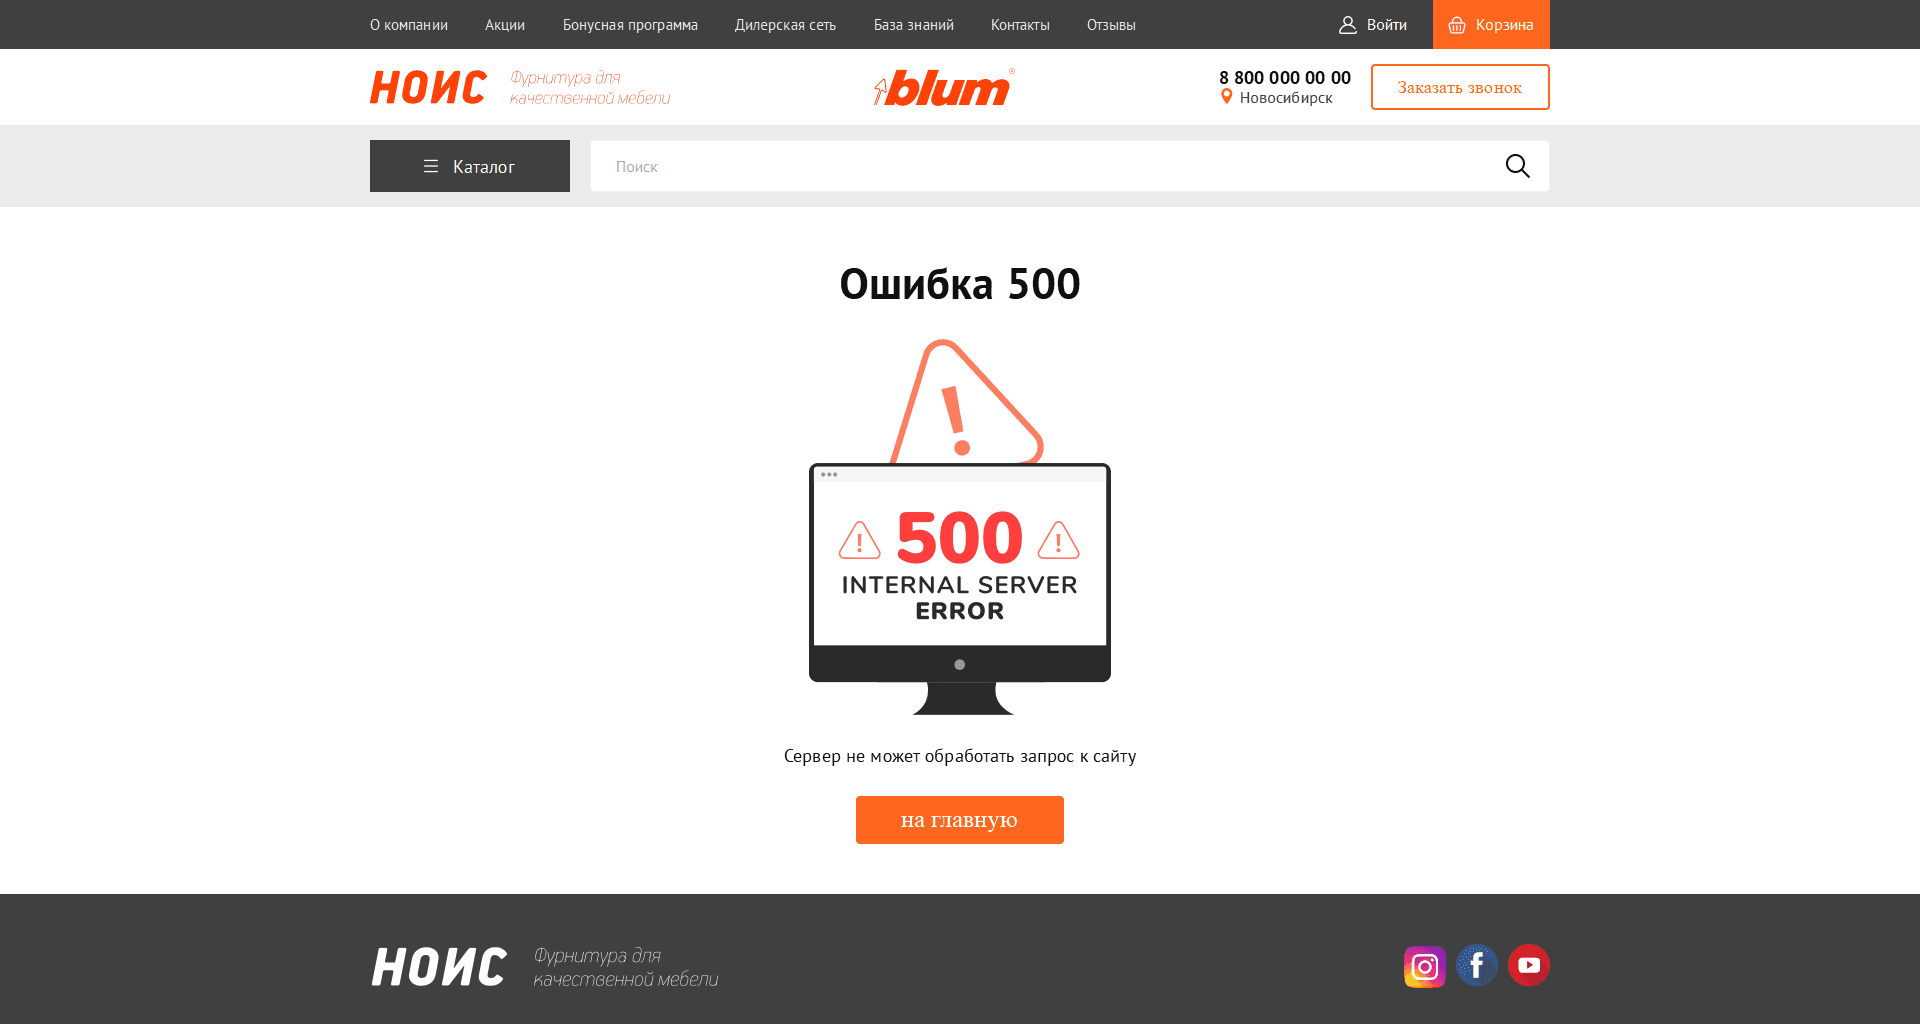 О компании Акции Бонусная программа Дилерская сеть База знаний Контакты Отзывы Войти Корзина
НОИС Фурнитура для качественной мебели
blum®
8 800 000 00 00
Новосибирск
Заказать звонок
Каталог
Поиск
Ошибка 500
!
! 500 !
INTERNAL SERVER
ERROR
Сервер не может обработать запрос к сайту
на главную
НОИС Фурнитура для
качественной мебели